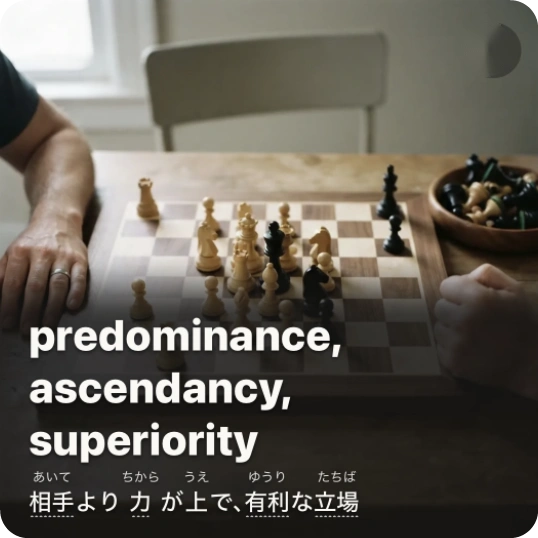 predominance,
ascendancy,
superiority
あいて ちから うえ ゆうり たちば
相手より力が上で、有利な立場